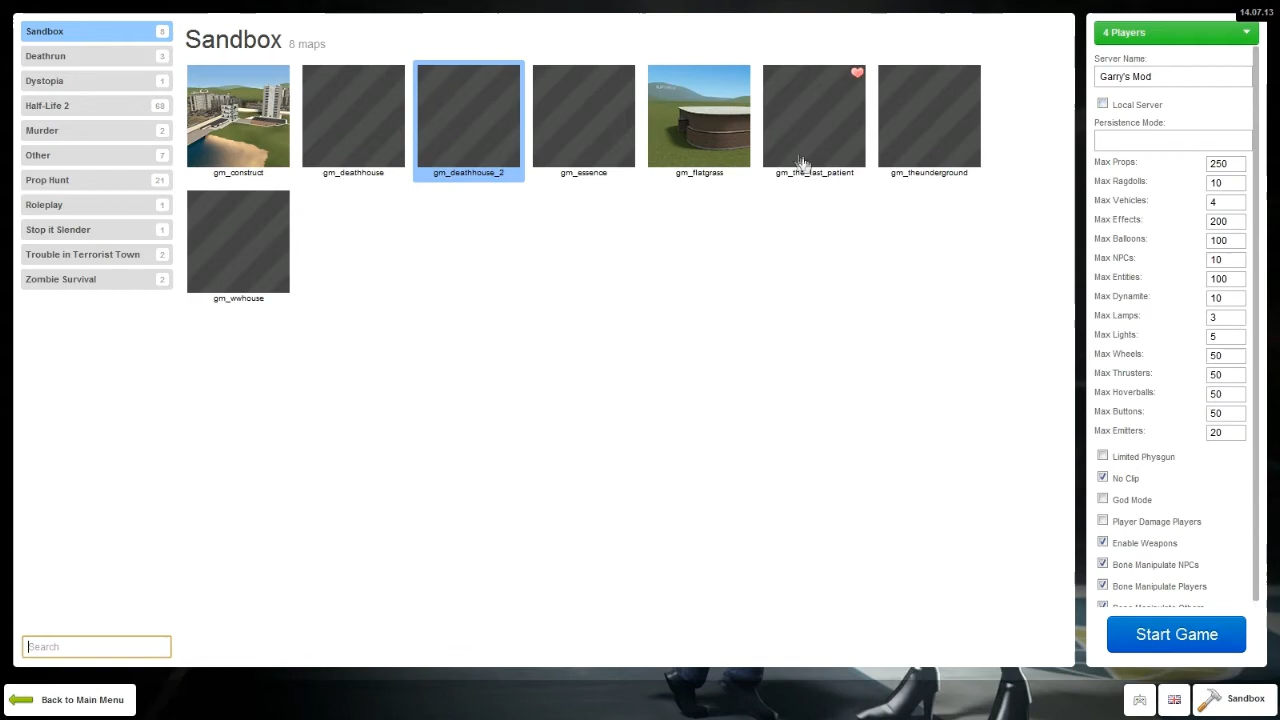 14.07.13
Sandbox 8
Deathrun 3
Dystopia 1
Half-Life 2 68
Murder 2
Other 7
Prop Hunt 21
Roleplay 1
Stop it Slender 1
Trouble in Terrorist Town 2
Zombie Survival 2
Search
Sandbox 8 maps
gm_construct
gm_deathhouse
gm_deathhouse_2
gm_essence
gm_flatgrass
gm_the_last_patient
gm_theunderground
gm_wwhouse
4 Players
Server Name:
Garry's Mod
Local Server
Persistence Mode:
Max Props: 250
Max Ragdolls: 10
Max Vehicles: 4
Max Effects: 200
Max Balloons: 100
Max NPCs: 10
Max Entities: 100
Max Dynamite: 10
Max Lamps: 3
Max Lights: 5
Max Wheels: 50
Max Thrusters: 50
Max Hoverballs: 50
Max Buttons: 50
Max Emitters: 20
Limited Physgun
No Clip
God Mode
Player Damage Players
Enable Weapons
Bone Manipulate NPCs
Bone Manipulate Players
Bone Manipulate Others
Start Game
Back to Main Menu
Sandbox